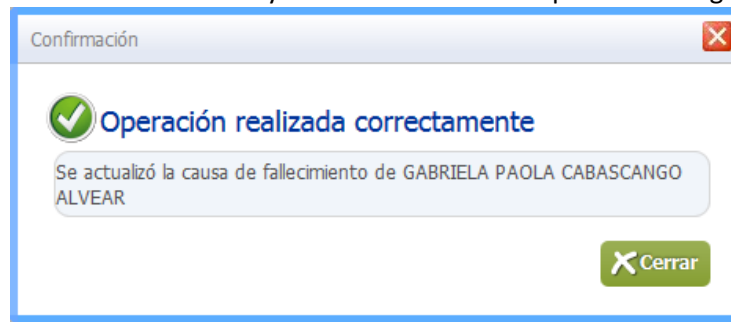 Confirmación
Operación realizada correctamente
Se actualizó la causa de fallecimiento de GABRIELA PAOLA CABASCANGO
ALVEAR
Cerrar